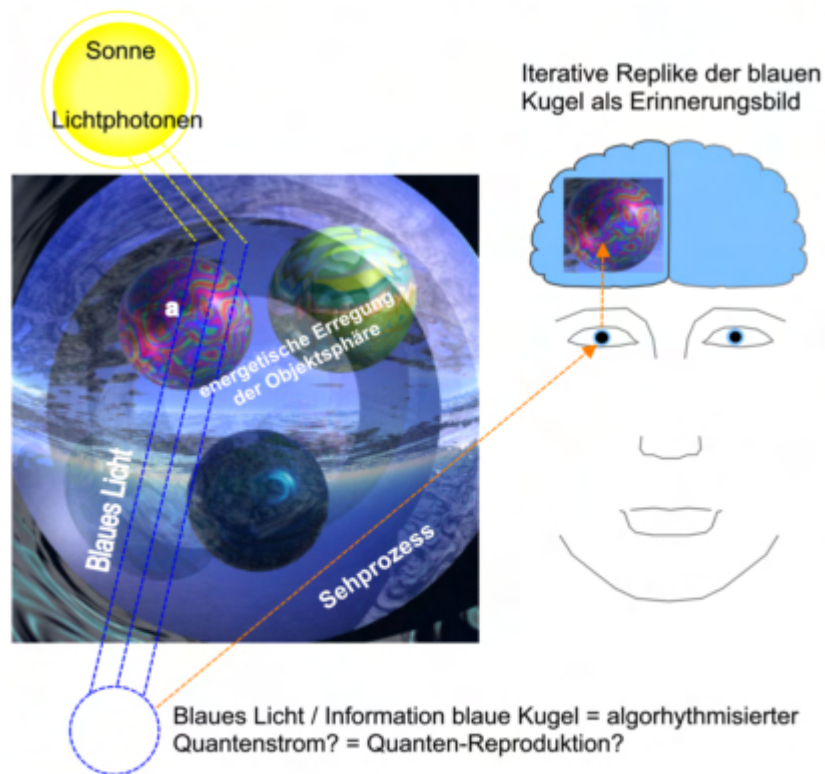 Sonne
Lichtphotonen
Iterative Replike der blauen
Kugel als Erinnerungsbild
a
energetische Erregung
der Objektsphäre
Blaues Licht
Sehprozess
Blaues Licht / Information blaue Kugel = algorhythmisierter
Quantenstrom? = Quanten-Reproduktion?